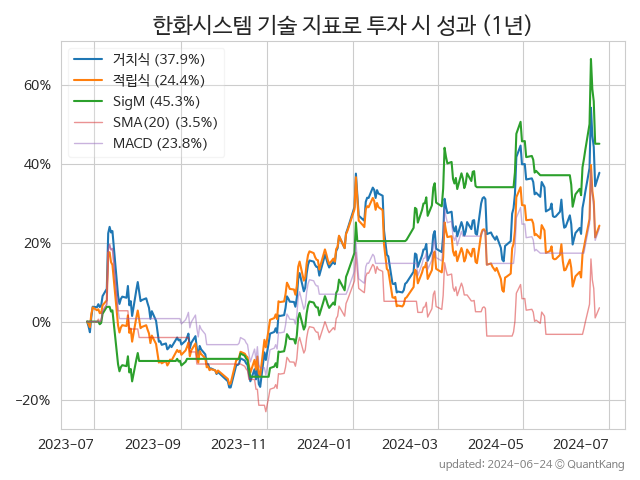 한화시스템 기술 지표로 투자 시 성과 (1년)
거치식 (37.9%)
적립식 (24.4%)
SigM (45.3%)
SMA(20) (3.5%)
MACD (23.8%)
60%
40%
20%
0%
−20%
2023-07 2023-09 2023-11 2024-01 2024-03 2024-05 2024-07
updated: 2024-06-24 © QuantKang